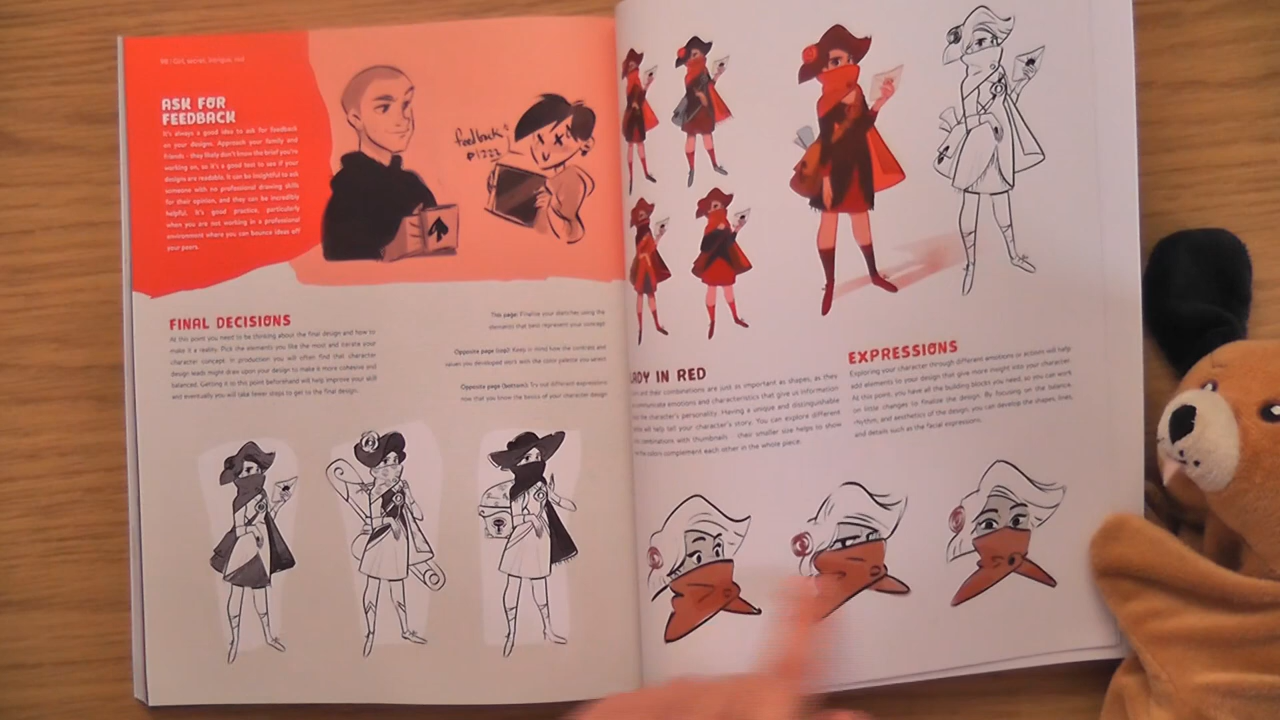 98 | Girl, secret, intrigue, red
ASK FOR
FEEDBACK
It's always a good idea to ask for feedback
on your designs. Approach your family and
friends - they likely don't know the brief you're
working on, so it's a good test to see if your
designs are readable. It can be insightful to ask
someone with no professional drawing skills
for their opinion, and they can be incredibly
helpful. It's good practice, particularly
when you are not working in a professional
environment where you can bounce ideas off
your peers.
feedback
FINAL DECISIONS
At this point you need to be thinking about the final design and how to
make it a reality. Pick the elements you like the most and iterate your
character concept. In production you will often find that character
design leads might draw upon your design to make it more cohesive and
balanced. Getting it to this point beforehand will help improve your skill
and eventually you will take fewer steps to get to the final design.
This page: Finalize your sketches using the
elements that best represent your concept
Opposite page (top): Keep in mind how the contrasts and
values you developed work with the color palette you select
Opposite page (bottom): Try out different expressions
now that you know the basics of your character design
ADY IN RED
and their combinations are just as important as shapes, as they
communicate emotions and characteristics that give us information
the character's personality. Having a unique and distinguishable
will help tell your character's story. You can explore different
combinations with thumbnails - their smaller size helps to show
the colors complement each other in the whole piece.
EXPRESSIONS
Exploring your character through different emotions or actions will help
add elements to your design that give more insight into your character.
At this point, you have all the building blocks you need, so you can work
on little changes to finalize the design. By focusing on the balance,
rhythm, and aesthetics of the design, you can develop the shapes, lines,
and details such as the facial expressions.